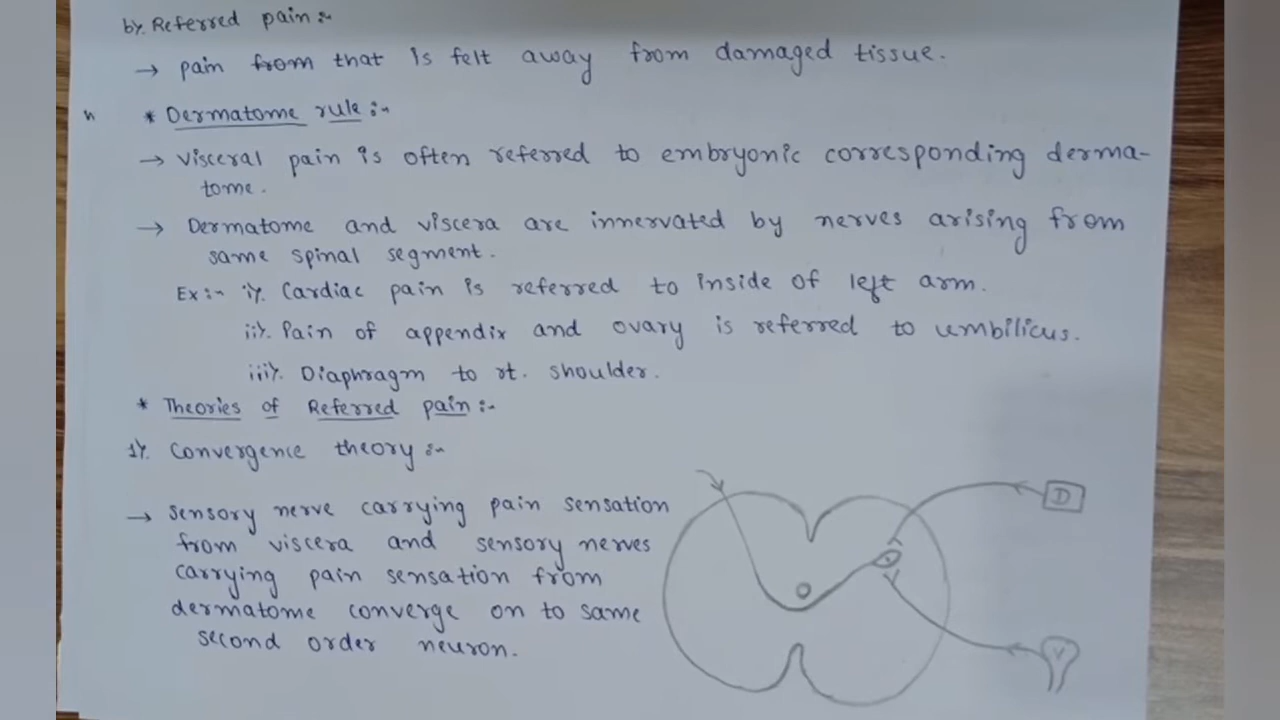 b⟩. Referred pain :-
→ pain from that is felt away from damaged tissue.
* Dermatome rule :-
→ visceral pain is often referred to embryonic corresponding derma-
tome.
→ Dermatome and viscera are innervated by nerves arising from
same spinal segment.
Ex :- i⟩. Cardiac pain is referred to inside of left arm.
ii⟩. Pain of appendix and ovary is referred to umbilicus.
iii⟩. Diaphragm to rt. shoulder.
* Theories of Referred pain :-
1⟩. Convergence theory :-
→ sensory nerve carrying pain sensation
from viscera and sensory nerves
carrying pain sensation from
dermatome converge on to same
second order neuron.
D
V